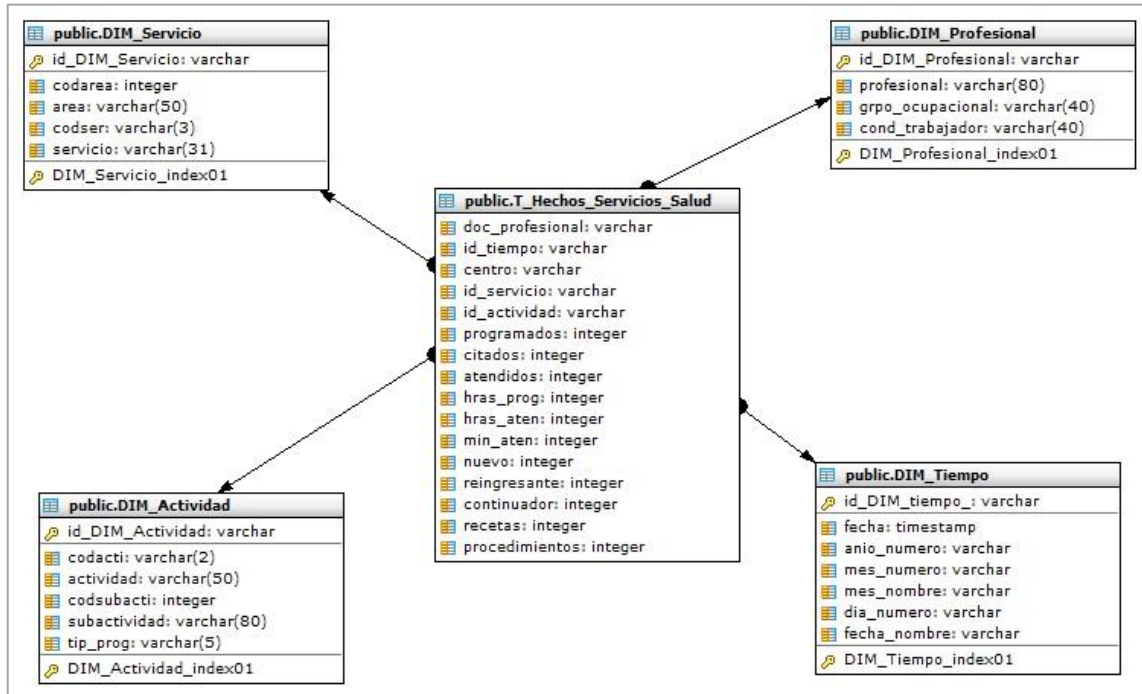 public.DIM_Servicio
id_DIM_Servicio: varchar
codarea: integer
area: varchar(50)
codser: varchar(3)
servicio: varchar(31)
DIM_Servicio_index01
public.DIM_Profesional
id_DIM_Profesional: varchar
profesional: varchar(80)
grpo_ocupacional: varchar(40)
cond_trabajador: varchar(40)
DIM_Profesional_index01
public.T_Hechos_Servicios_Salud
doc_profesional: varchar
id_tiempo: varchar
centro: varchar
id_servicio: varchar
id_actividad: varchar
programados: integer
citados: integer
atendidos: integer
hras_prog: integer
hras_aten: integer
min_aten: integer
nuevo: integer
reingresante: integer
continuador: integer
recetas: integer
procedimientos: integer
public.DIM_Actividad
id_DIM_Actividad: varchar
codacti: varchar(2)
actividad: varchar(50)
codsubacti: integer
subactividad: varchar(80)
tip_prog: varchar(5)
DIM_Actividad_index01
public.DIM_Tiempo
id_DIM_tiempo_: varchar
fecha: timestamp
anio_numero: varchar
mes_numero: varchar
mes_nombre: varchar
dia_numero: varchar
fecha_nombre: varchar
DIM_Tiempo_index01